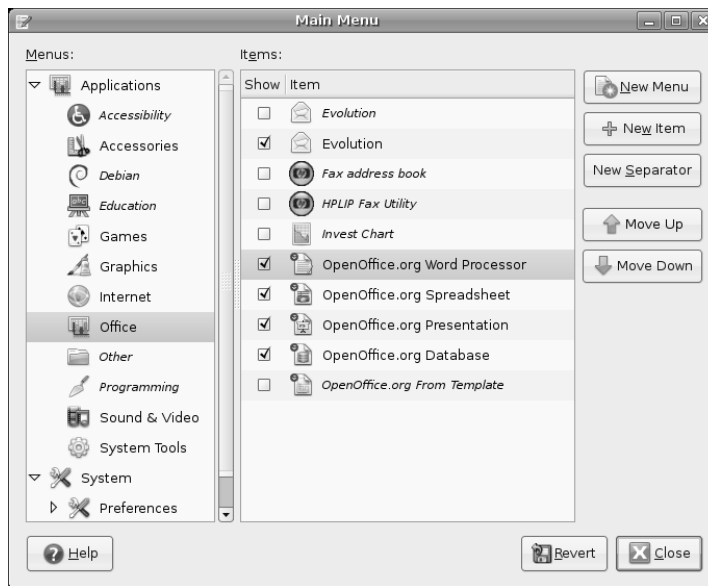 Main Menu
Menus:
Applications
Accessibility
Accessories
Debian
Education
Games
Graphics
Internet
Office
Other
Programming
Sound & Video
System Tools
System
Preferences
Items:
Show Item
Evolution
Evolution
Fax address book
HPLIP Fax Utility
Invest Chart
OpenOffice.org Word Processor
OpenOffice.org Spreadsheet
OpenOffice.org Presentation
OpenOffice.org Database
OpenOffice.org From Template
New Menu
New Item
New Separator
Move Up
Move Down
Help
Revert
Close